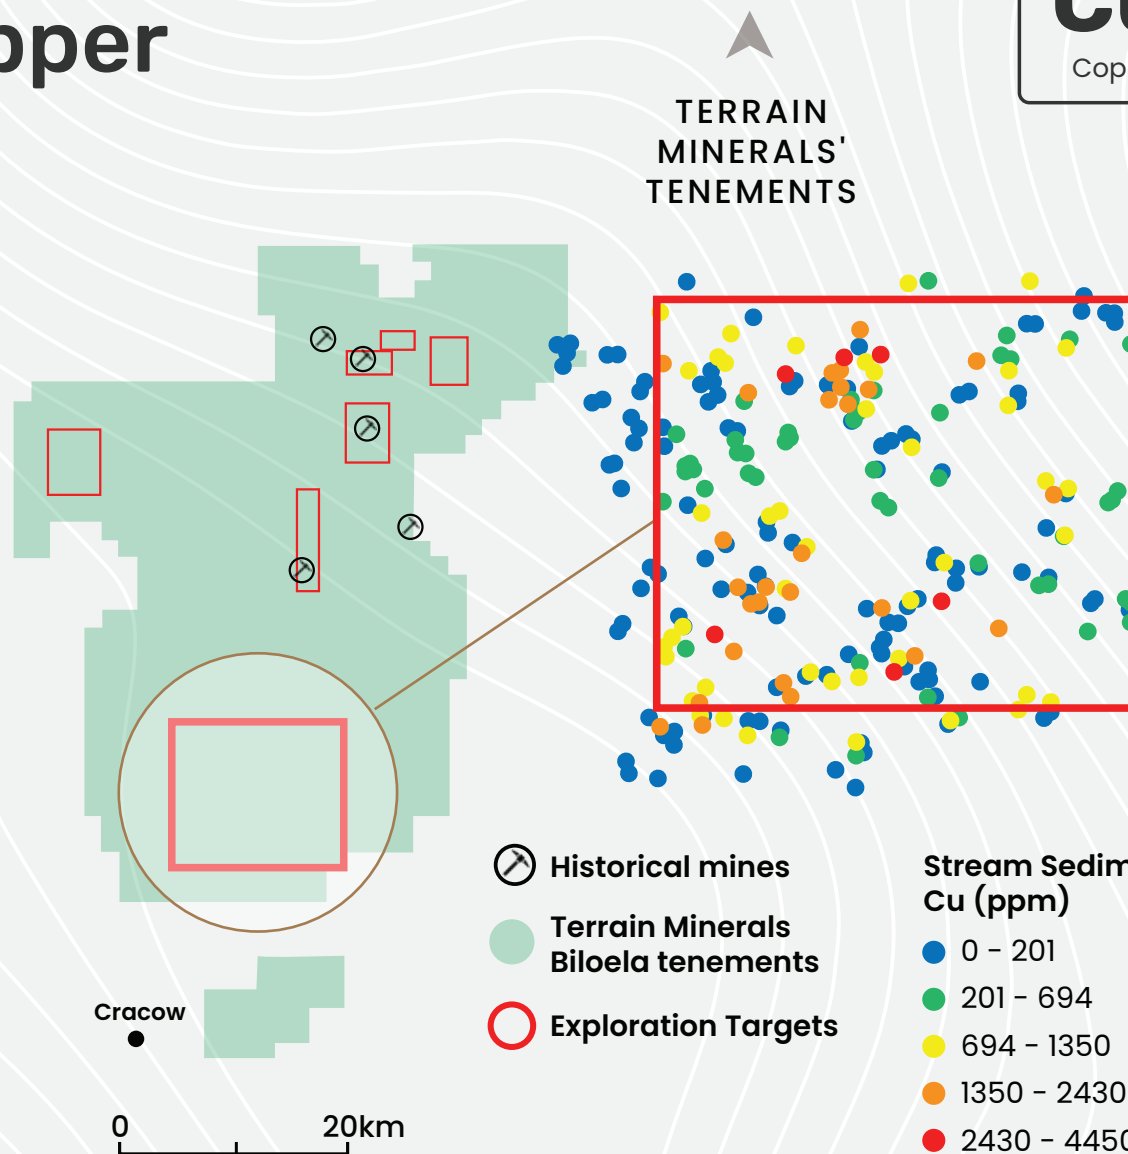 pper
Cu
Cop
TERRAIN
MINERALS'
TENEMENTS
Historical mines
Terrain Minerals
Biloela tenements
Exploration Targets
Cracow
0 20km
Stream Sedim
Cu (ppm)
0 - 201
201 - 694
694 - 1350
1350 - 2430
2430 - 4450